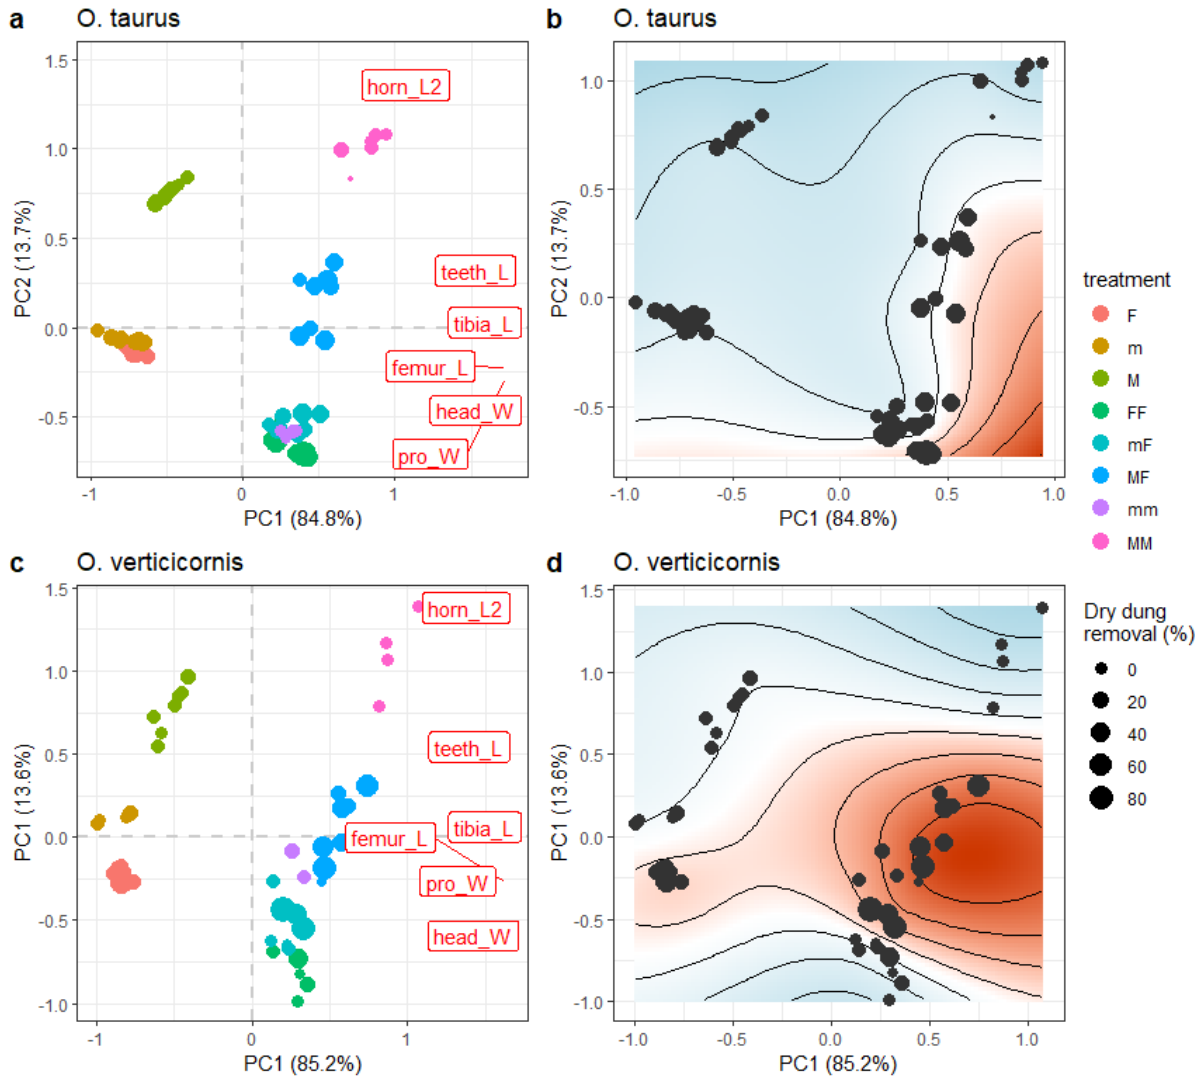 a O. taurus
1.5
1.0
0.5
0.0
-0.5
PC2 (13.7%)
horn_L2
teeth_L
tibia_L
femur_L
head_W
pro_W
-1 0 1
PC1 (84.8%)
b O. taurus
1.0
0.5
0.0
-0.5
PC2 (13.7%)
-1.0 -0.5 0.0 0.5 1.0
PC1 (84.8%)
treatment
F
m
M
FF
mF
MF
mm
MM
c O. verticicornis
1.5
1.0
0.5
0.0
-0.5
-1.0
PC1 (13.6%)
horn_L2
teeth_L
tibia_L
femur_L
pro_W
head_W
-1 0 1
PC1 (85.2%)
d O. verticicornis
1.5
1.0
0.5
0.0
-0.5
-1.0
PC1 (13.6%)
-1.0 -0.5 0.0 0.5 1.0
PC1 (85.2%)
Dry dung
removal (%)
0
20
40
60
80